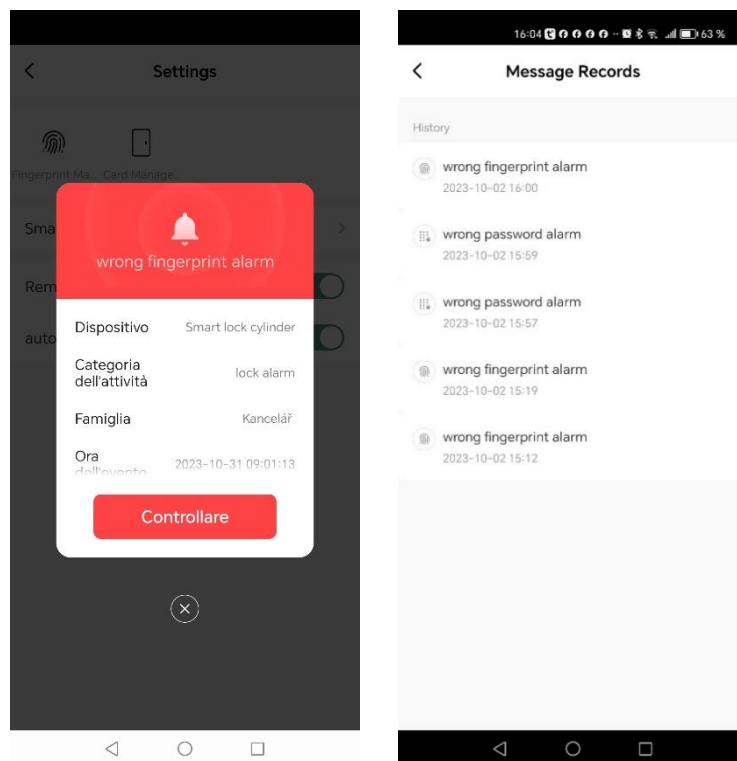 Settings
Fingerprint Ma... Card Manage...
Sma
Rem
auto
wrong fingerprint alarm
Dispositivo Smart lock cylinder
Categoria
dell'attività
lock alarm
Famiglia Kancelář
Ora
dell'evento
2023-10-31 09:01:13
Controllare
16:04 63 %
Message Records
History
wrong fingerprint alarm
2023-10-02 16:00
wrong password alarm
2023-10-02 15:59
wrong password alarm
2023-10-02 15:57
wrong fingerprint alarm
2023-10-02 15:19
wrong fingerprint alarm
2023-10-02 15:12